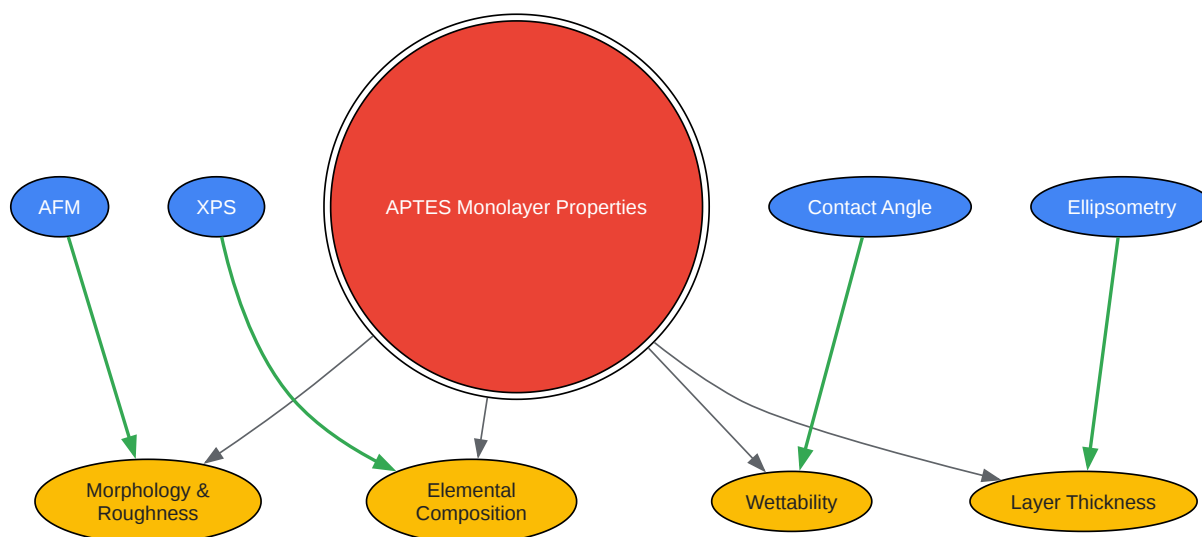 AFM
XPS
APTES Monolayer Properties
Contact Angle
Ellipsometry
Morphology &
Roughness
Elemental
Composition
Wettability
Layer Thickness